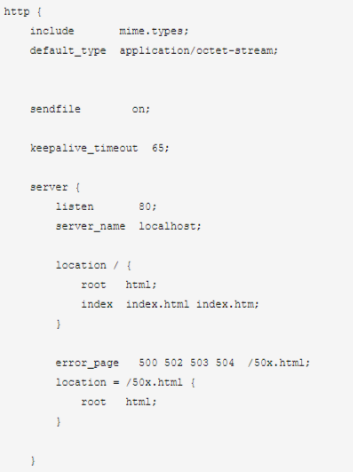 http {
    include       mime.types;
    default_type  application/octet-stream;
    sendfile        on;
    keepalive_timeout  65;
    server {
        listen       80;
        server_name  localhost;
        location / {
            root   html;
            index  index.html index.htm;
        }
        error_page   500 502 503 504  /50x.html;
        location = /50x.html {
            root   html;
        }
    }